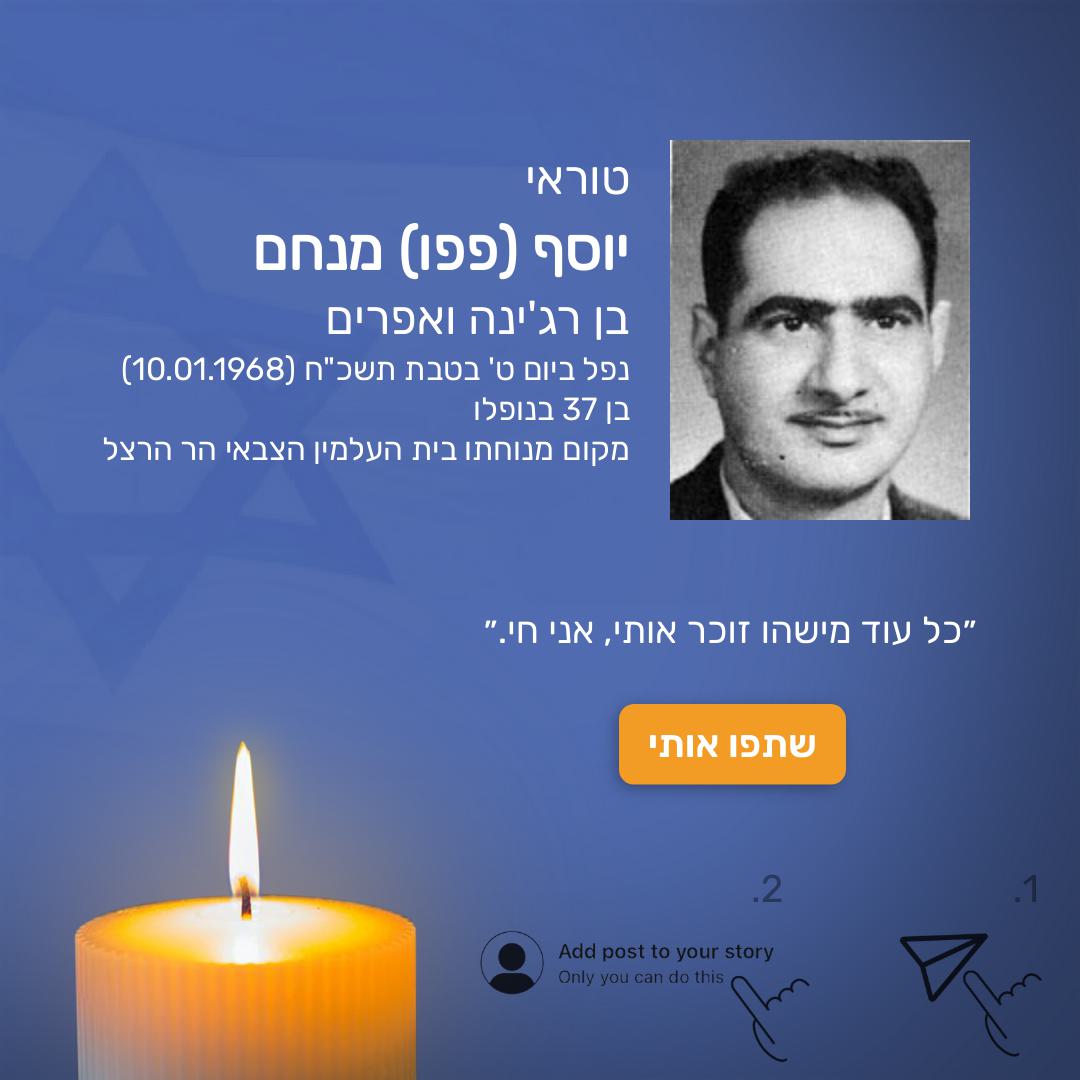 טוראי
יוסף (פפו) מנחם
בן רג'ינה ואפרים
נפל ביום ט' בטבת תשכ"ח (10.01.1968)
בן 37 בנופלו
מקום מנוחתו בית העלמין הצבאי הר הרצל
״כל עוד מישהו זוכר אותי, אני חי.״
שתפו אותי
1.
2.
Add post to your story
Only you can do this